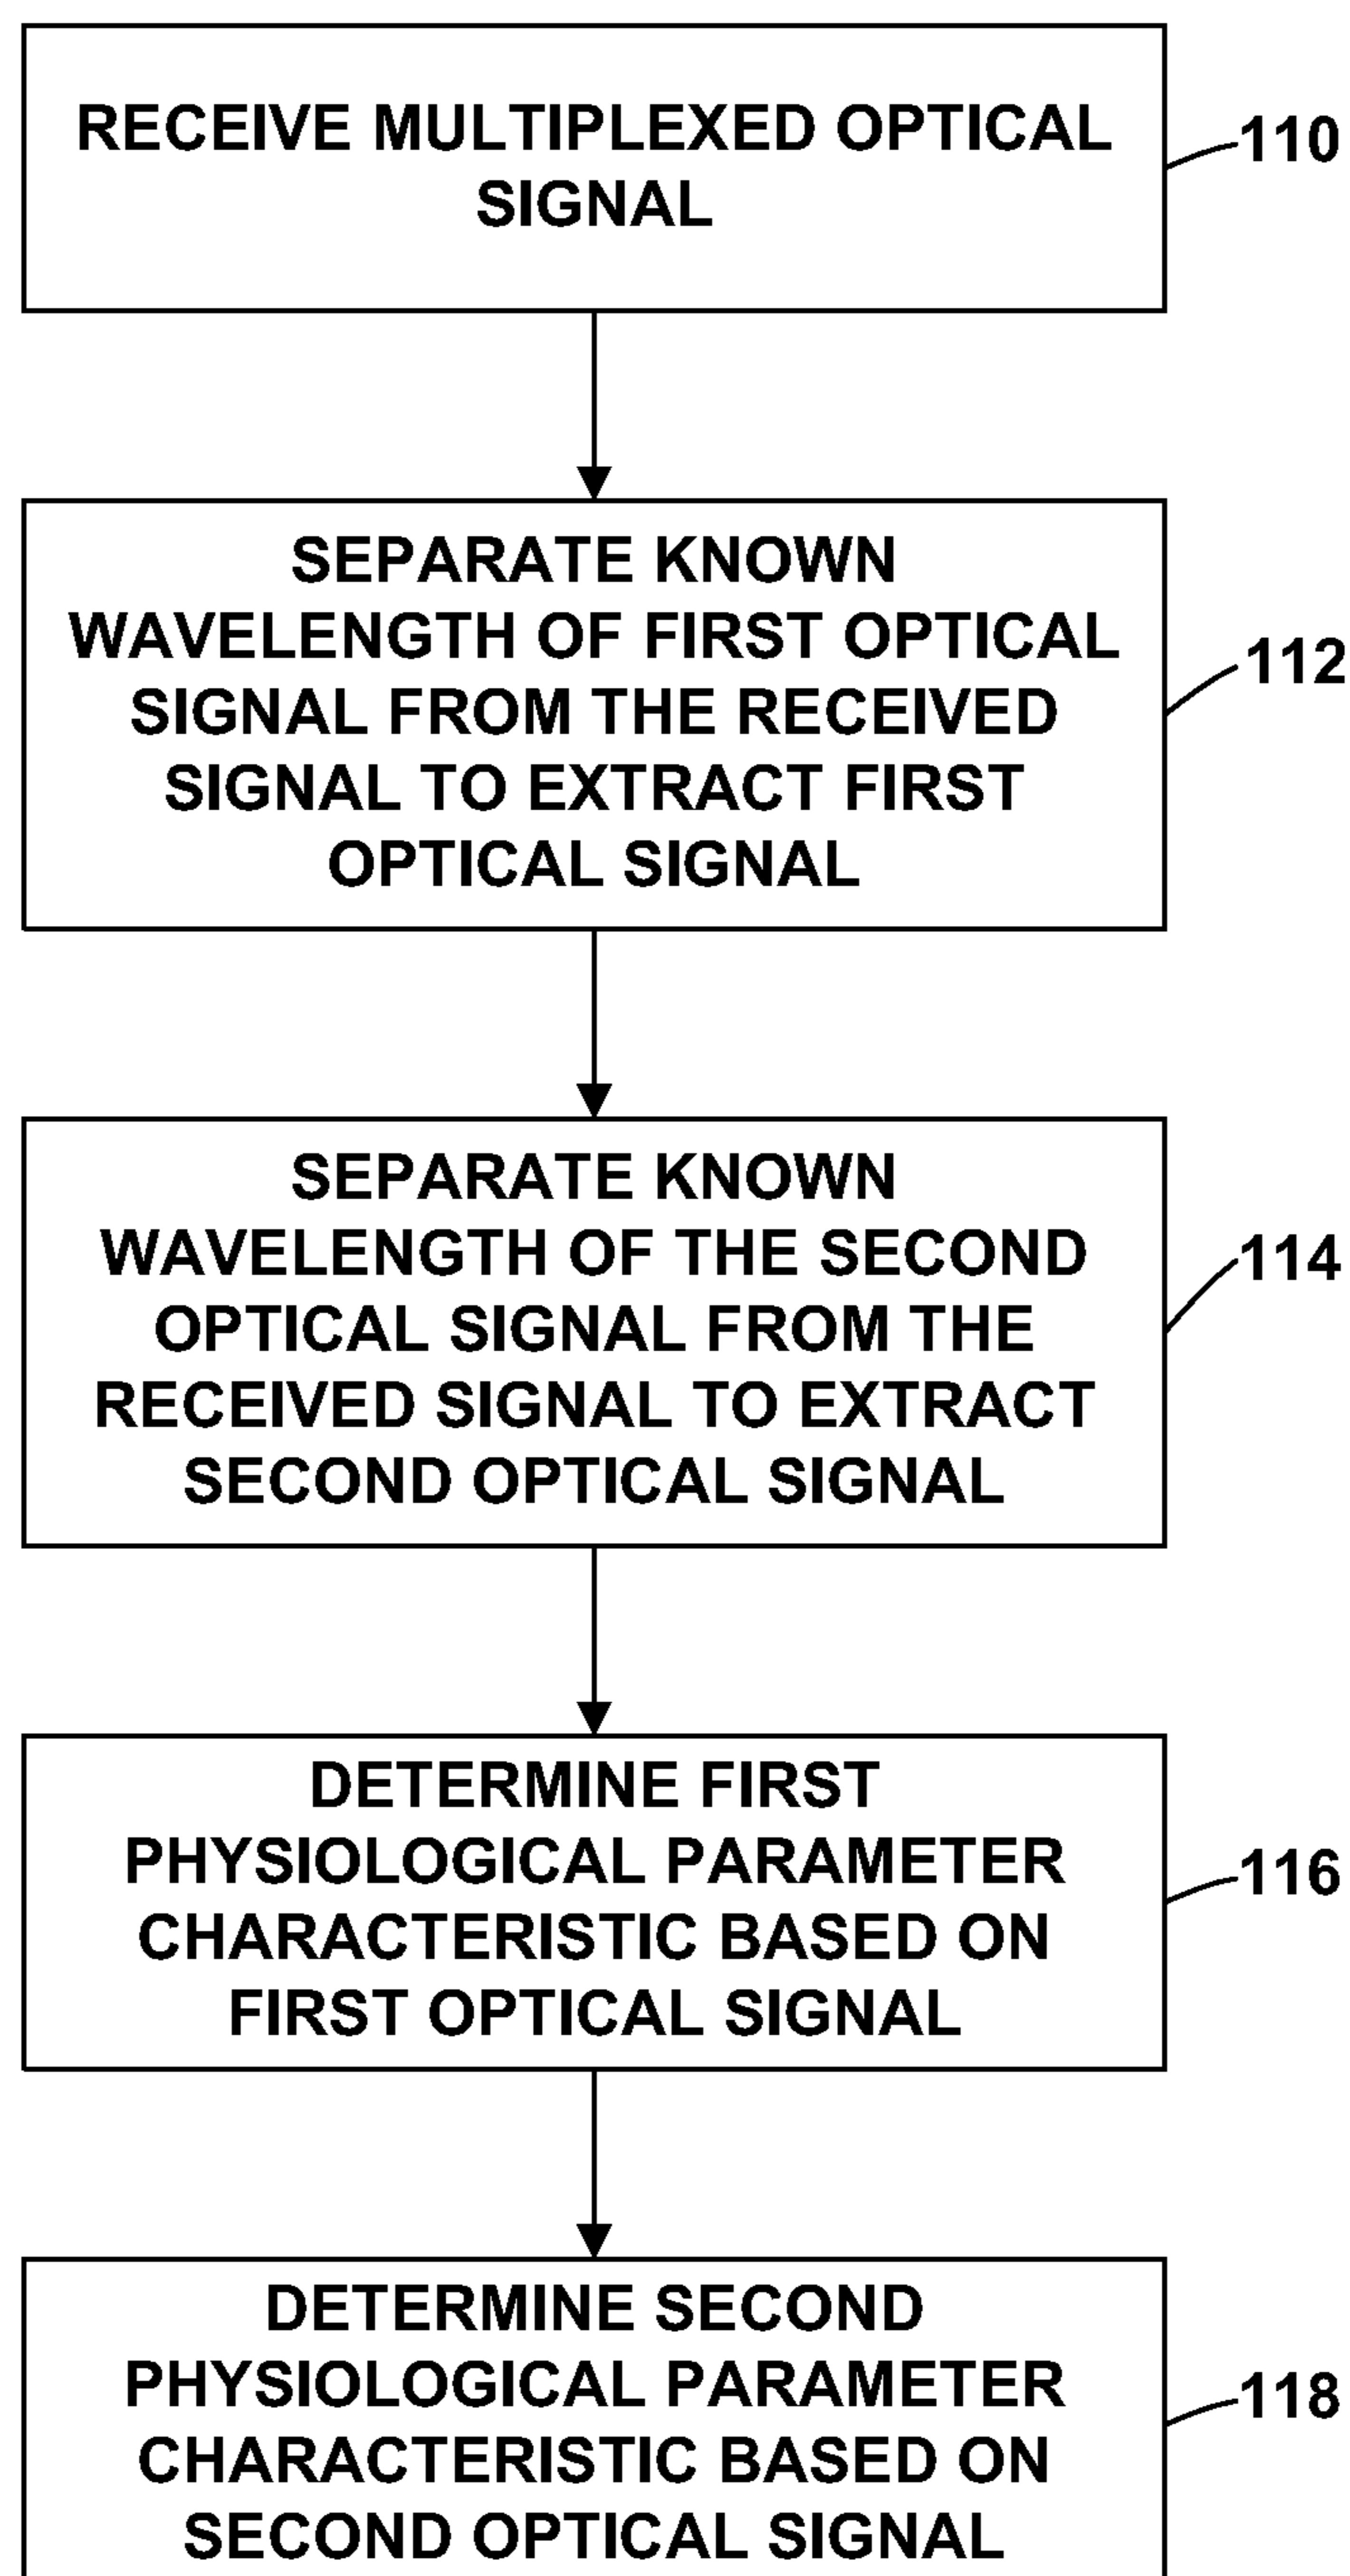 RECEIVE MULTIPLEXED OPTICAL
SIGNAL
110
SEPARATE KNOWN
WAVELENGTH OF FIRST OPTICAL
SIGNAL FROM THE RECEIVED
SIGNAL TO EXTRACT FIRST
OPTICAL SIGNAL
112
SEPARATE KNOWN
WAVELENGTH OF THE SECOND
OPTICAL SIGNAL FROM THE
RECEIVED SIGNAL TO EXTRACT
SECOND OPTICAL SIGNAL
114
DETERMINE FIRST
PHYSIOLOGICAL PARAMETER
CHARACTERISTIC BASED ON
FIRST OPTICAL SIGNAL
116
DETERMINE SECOND
PHYSIOLOGICAL PARAMETER
CHARACTERISTIC BASED ON
SECOND OPTICAL SIGNAL
118